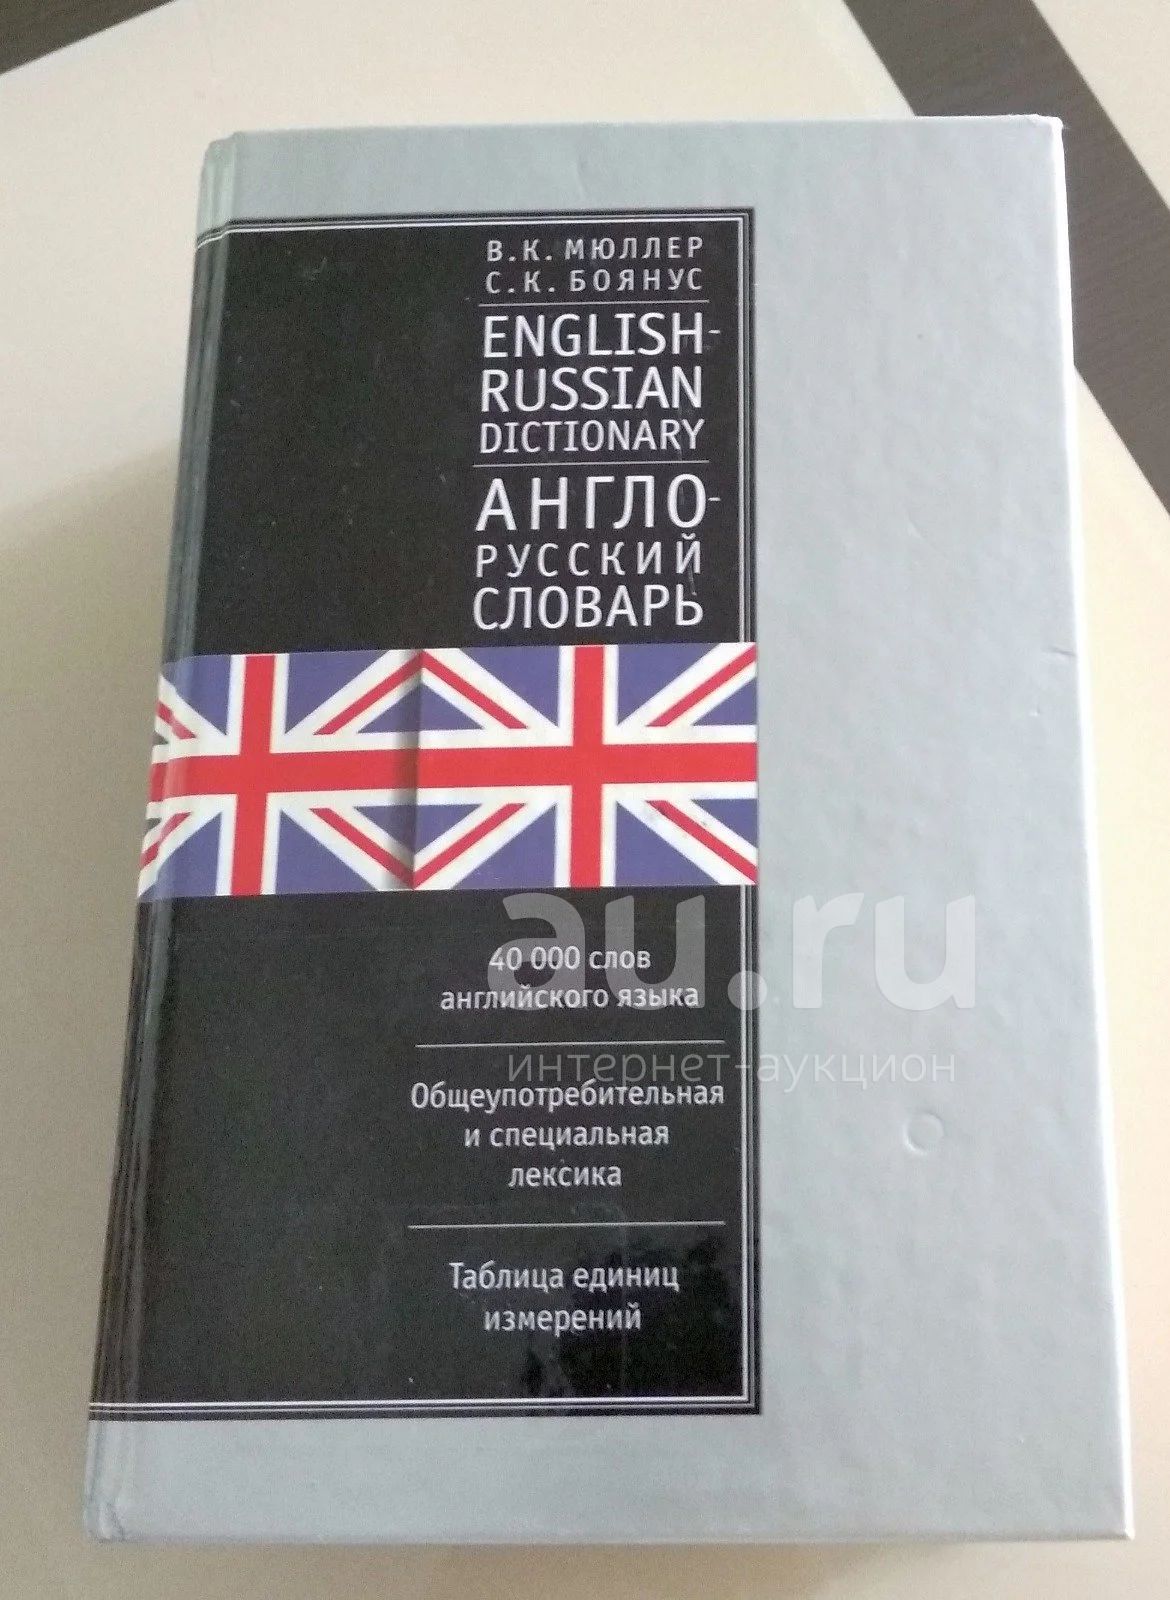 В.К. МЮЛЛЕР
С.К. БОЯНУС
ENGLISH-
RUSSIAN
DICTIONARY
АНГЛО-
РУССКИЙ
СЛОВАРЬ
au.ru
40 000 слов
английского языка
интернет-аукцион
Общеупотребительная
и специальная
лексика
Таблица единиц
измерений